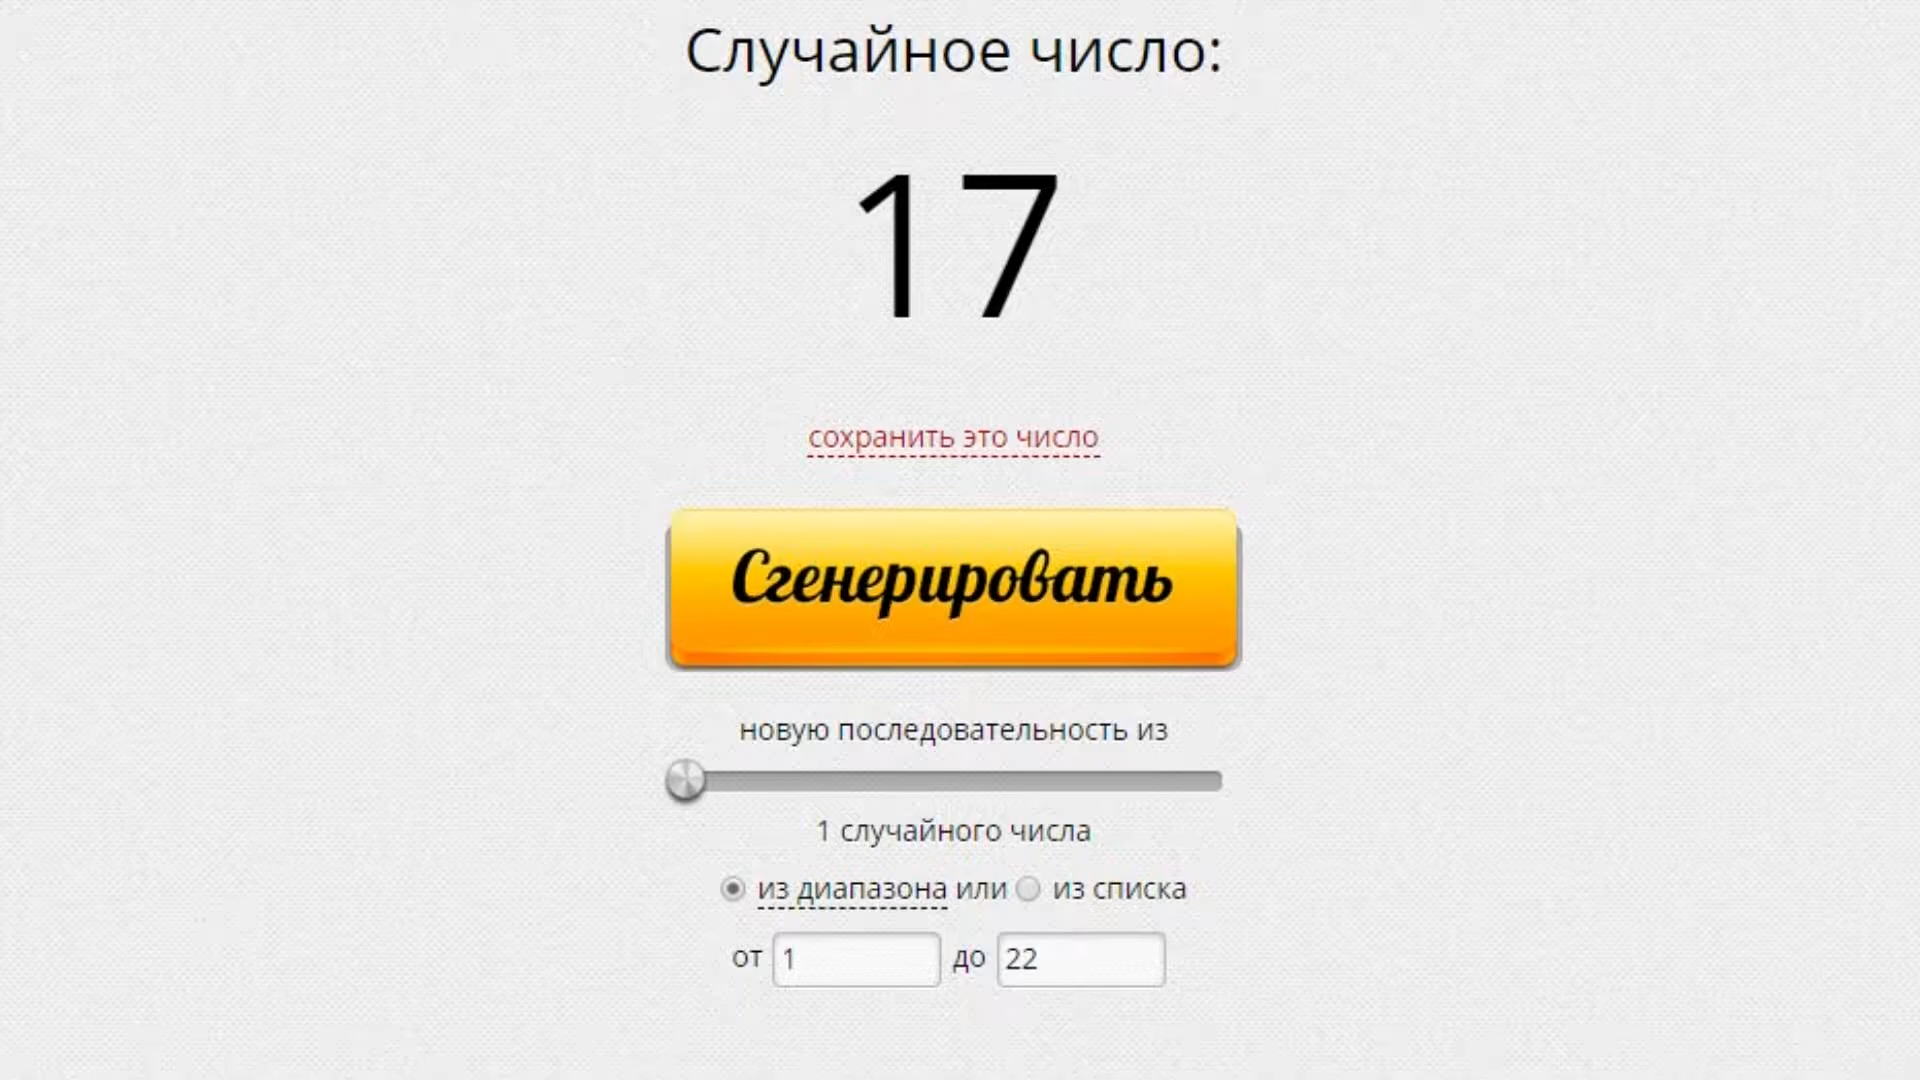 Случайное число:
17
сохранить это число
Сгенерировать
новую последовательность из
1 случайного числа
из диапазона или из списка
от 1 до 22